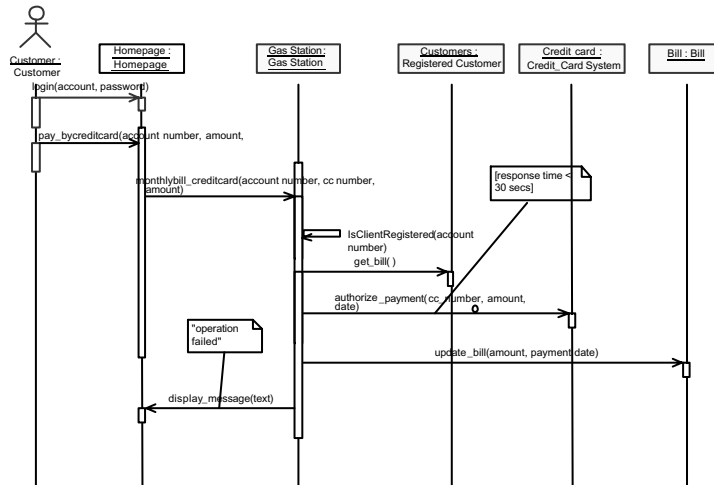 Customer :
Customer
Homepage :
Homepage
Gas Station:
Gas Station
Customers :
Registered Customer
Credit card :
Credit_Card System
Bill : Bill
login(account, password)
pay_bycreditcard(account number, amount,
monthlybill_creditcard(account number, cc number,
amount)
[response time <
30 secs]
IsClientRegistered(account
number)
get_bill( )
authorize_payment(cc_number, amount,
date)
"operation
failed"
update_bill(amount, payment date)
display_message(text)